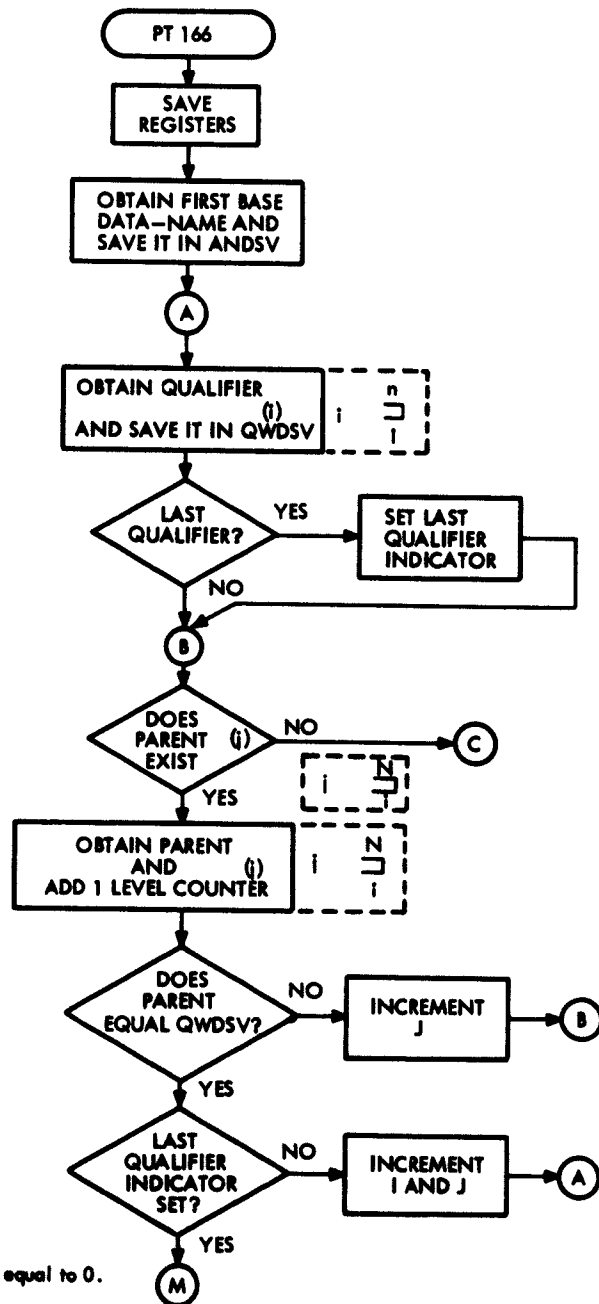 PT 166
SAVE
REGISTERS
OBTAIN FIRST BASE
DATA–NAME AND
SAVE IT IN ANDSV
A
OBTAIN QUALIFIER
(i)
AND SAVE IT IN QWDSV
i
n
1
LAST
QUALIFIER?
YES
SET LAST
QUALIFIER
INDICATOR
NO
B
DOES
PARENT (j)
EXIST
NO
C
YES
i
N
OBTAIN PARENT
AND (j)
ADD 1 LEVEL COUNTER
i
N
DOES
PARENT
EQUAL QWDSV?
NO
INCREMENT
J
B
YES
LAST
QUALIFIER
INDICATOR
SET?
NO
INCREMENT
I AND J
A
YES
equal to 0.
M